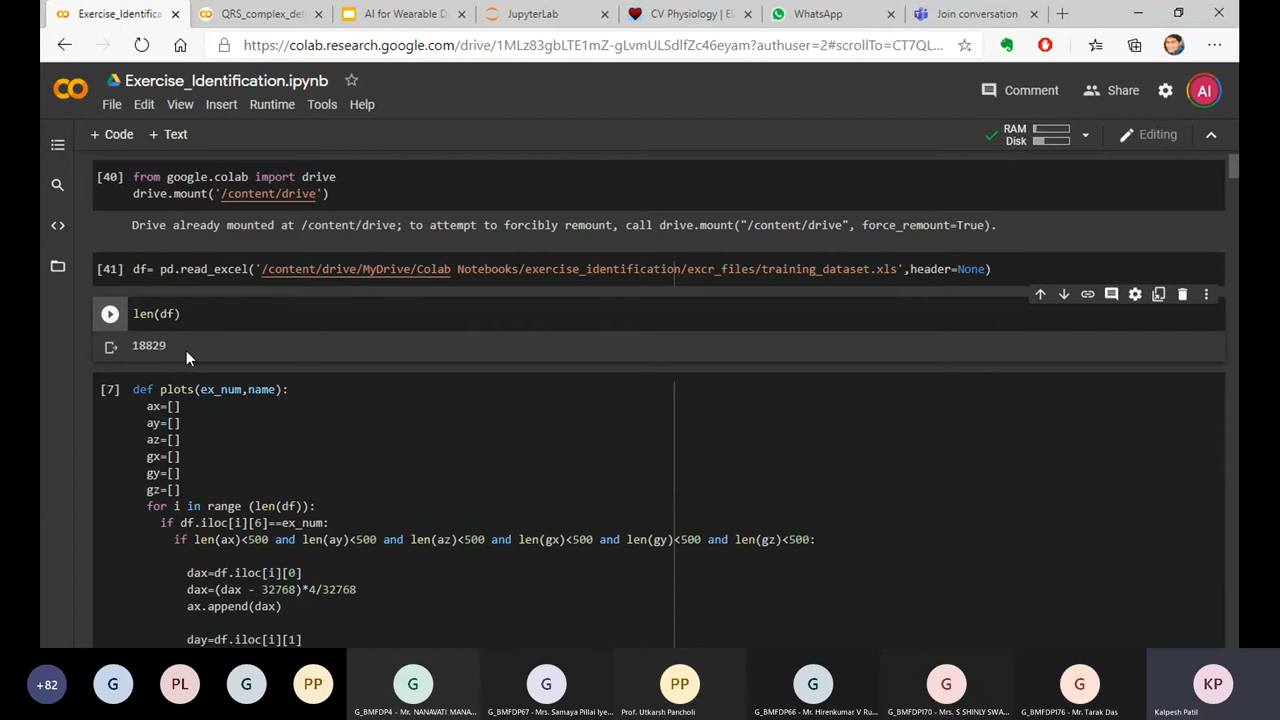 Exercise_Identifica
QRS_complex_det
AI for Wearable D
JupyterLab
CV Physiology | El
WhatsApp
Join conversation
https://colab.research.google.com/drive/1MLz83gbLTE1mZ-gLvmULSdlfZc46eyam?authuser=2#scrollTo=CT7QL...
Exercise_Identification.ipynb
Comment
Share
AI
File Edit View Insert Runtime Tools Help
+ Code + Text
RAM
Disk
Editing
[40] from google.colab import drive
drive.mount('/content/drive')
Drive already mounted at /content/drive; to attempt to forcibly remount, call drive.mount("/content/drive", force_remount=True).
[41] df= pd.read_excel('/content/drive/MyDrive/Colab Notebooks/exercise_identification/excr_files/training_dataset.xls',header=None)
len(df)
18829
[7] def plots(ex_num,name):
ax=[]
ay=[]
az=[]
gx=[]
gy=[]
gz=[]
for i in range (len(df)):
if df.iloc[i][6]==ex_num:
if len(ax)<500 and len(ay)<500 and len(az)<500 and len(gx)<500 and len(gy)<500 and len(gz)<500:
dax=df.iloc[i][0]
dax=(dax - 32768)*4/32768
ax.append(dax)
day=df.iloc[i][1]
+82 G PL G PP G G PP G G G KP
G_BMFDP4 - Mr. NANAVATI MANA...
G_BMFDP67 - Mrs. Samaya Pillai Iye...
Prof. Utkarsh Pancholi
G_BMFDP66 - Mr. Hirenkumar V Ru...
G_BMFDP170 - Mrs. S SHINLY SWA...
G_BMFDP176 - Mr. Tarak Das
Kalpesh Patil